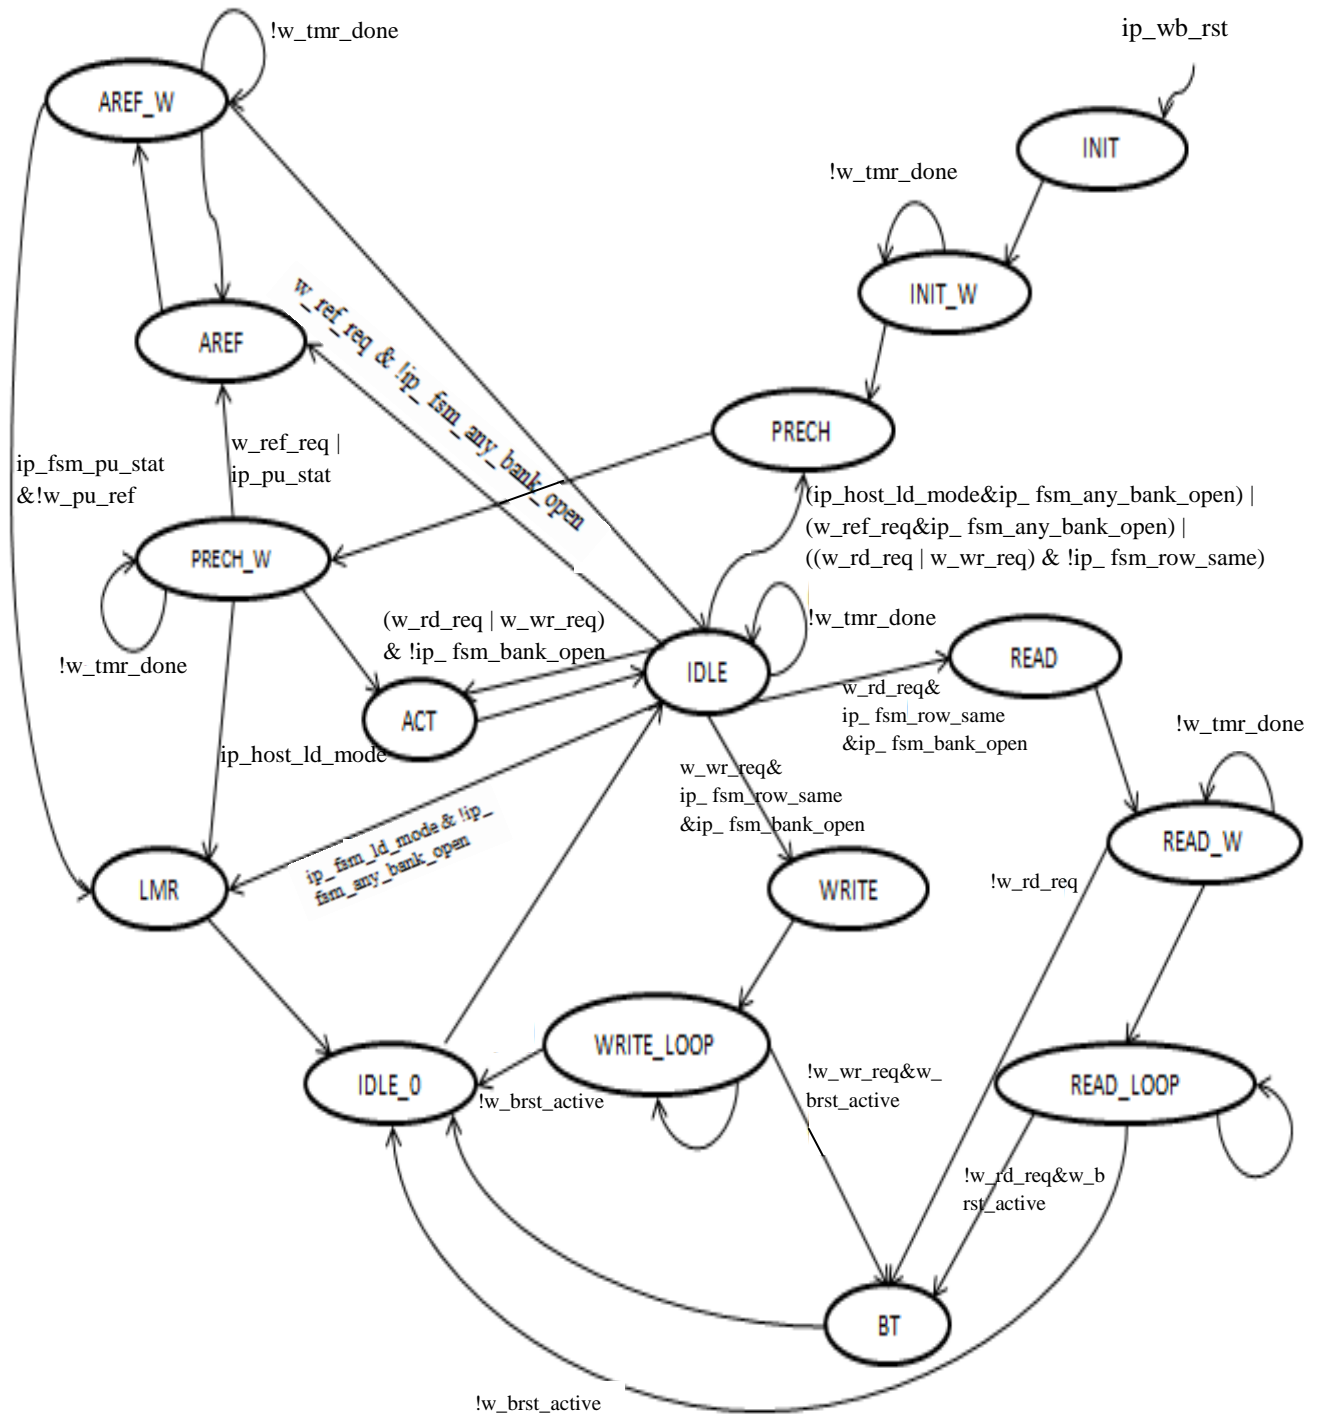 !w_tmr_done
ip_wb_rst
AREF_W
INIT
!w_tmr_done
INIT_W
w_ref_req & !ip_ fsm_any_bank_open
AREF
PRECH
w_ref_req |
ip_pu_stat
ip_fsm_pu_stat
&!w_pu_ref
(ip_host_ld_mode&ip_ fsm_any_bank_open) |
(w_ref_req&ip_ fsm_any_bank_open) |
((w_rd_req | w_wr_req) & !ip_ fsm_row_same)
PRECH_W
!w_tmr_done
(w_rd_req | w_wr_req)
& !ip_ fsm_bank_open
!w_tmr_done
IDLE
READ
ACT
w_rd_req&
ip_ fsm_row_same
&ip_ fsm_bank_open
!w_tmr_done
ip_host_ld_mode
w_wr_req&
ip_ fsm_row_same
&ip_ fsm_bank_open
READ_W
ip_fsm_ld_mode & !ip_
fsm_any_bank_open
LMR
WRITE
!w_rd_req
WRITE_LOOP
IDLE_0
!w_brst_active
!w_wr_req&w_
brst_active
READ_LOOP
!w_rd_req&w_b
rst_active
BT
!w_brst_active